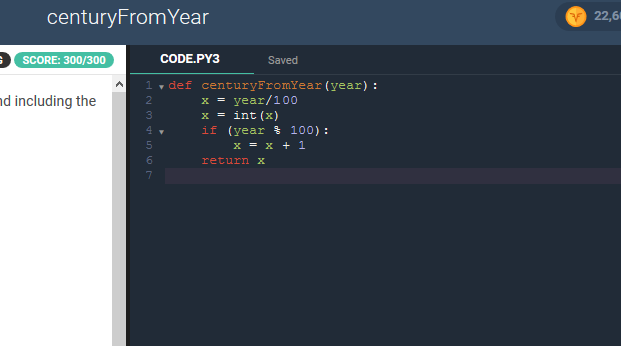 centuryFromYear
22,6
SCORE: 300/300
CODE.PY3
Saved
nd including the
1 def centuryFromYear(year):
2     x = year/100
3     x = int(x)
4     if (year % 100):
5         x = x + 1
6     return x
7